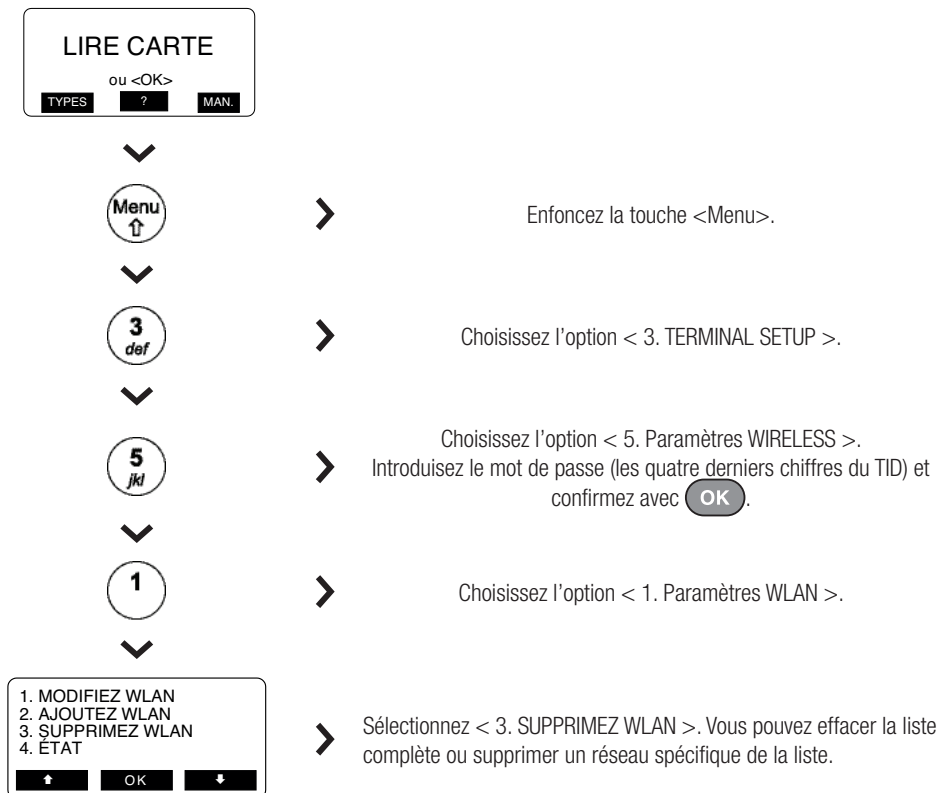 LIRE CARTE
ou <OK>
TYPES ? MAN.
Menu
Enfoncez la touche <Menu>.
3
def
Choisissez l'option < 3. TERMINAL SETUP >.
5
jkl
Choisissez l'option < 5. Paramètres WIRELESS >.
Introduisez le mot de passe (les quatre derniers chiffres du TID) et
confirmez avec OK.
1
Choisissez l'option < 1. Paramètres WLAN >.
1. MODIFIEZ WLAN
2. AJOUTEZ WLAN
3. SUPPRIMEZ WLAN
4. ÉTAT
OK
Sélectionnez < 3. SUPPRIMEZ WLAN >. Vous pouvez effacer la liste
complète ou supprimer un réseau spécifique de la liste.